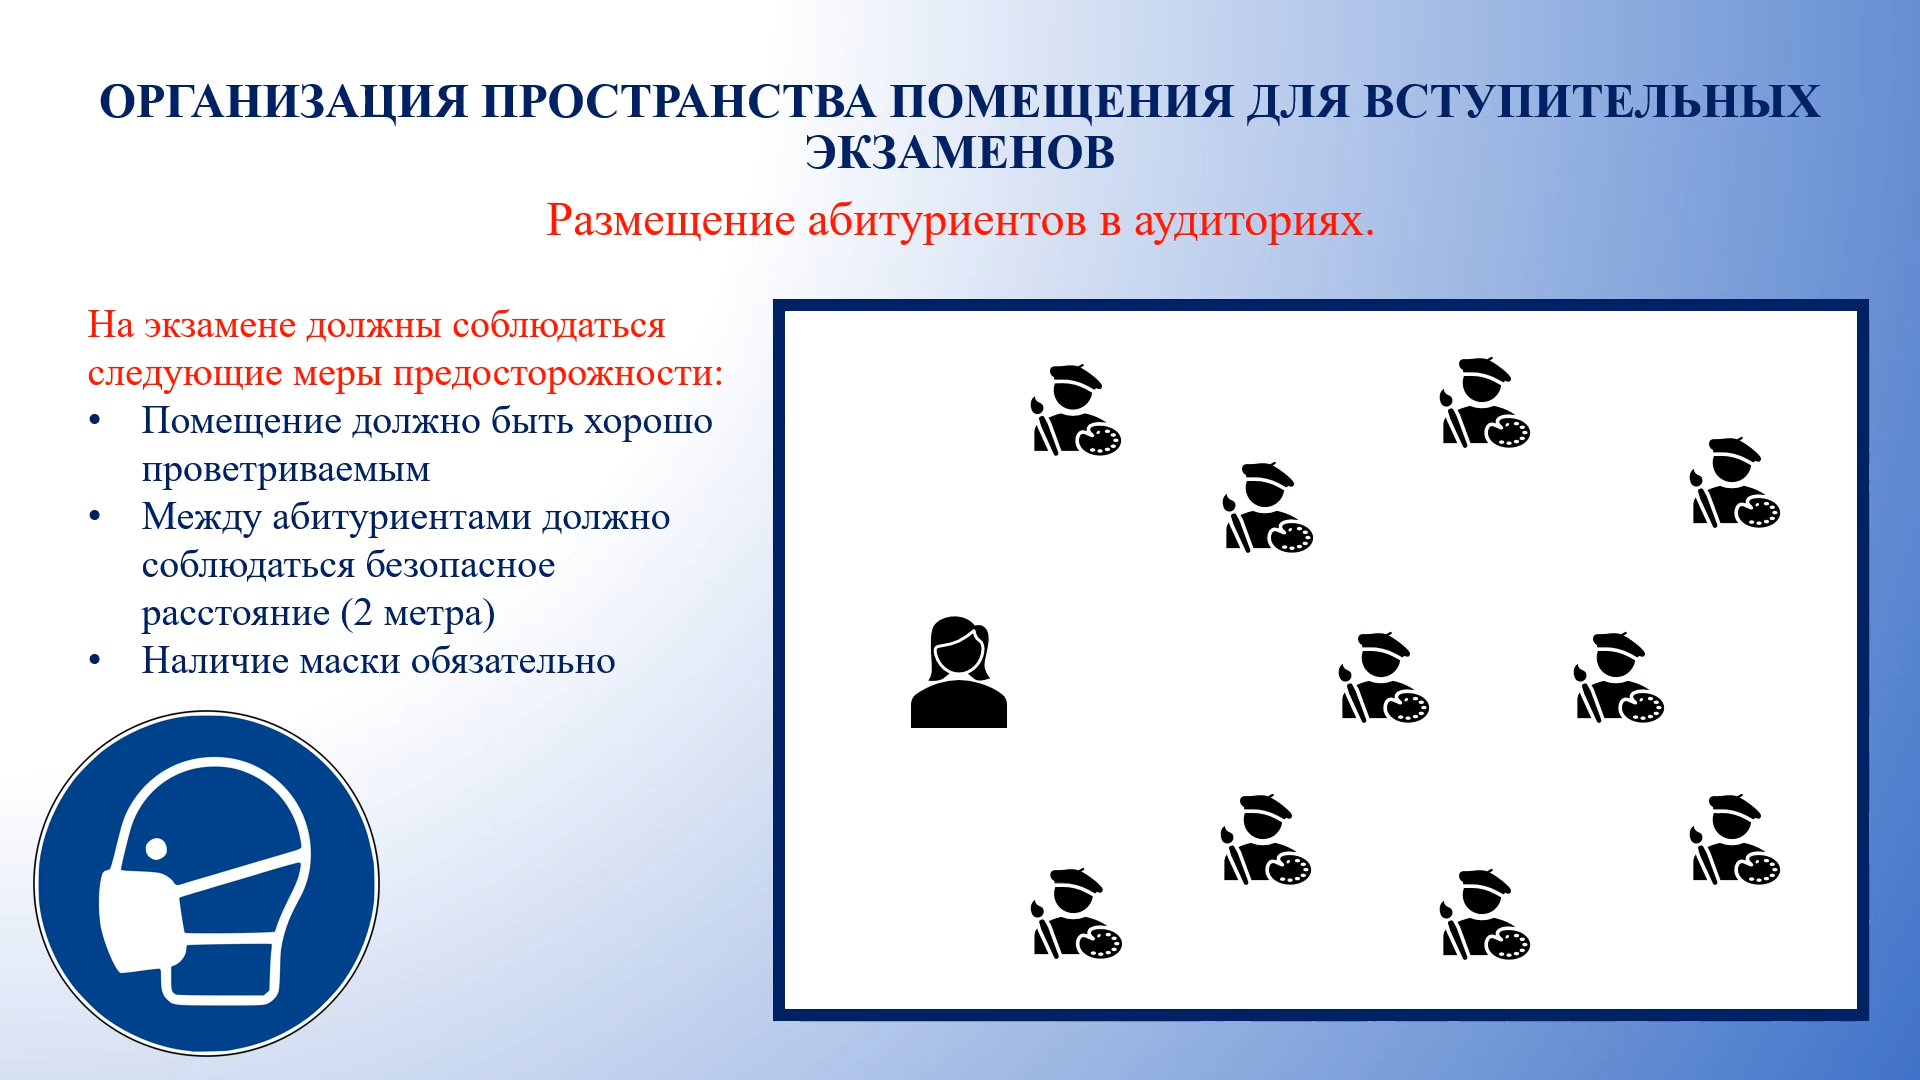 ОРГАНИЗАЦИЯ ПРОСТРАНСТВА ПОМЕЩЕНИЯ ДЛЯ ВСТУПИТЕЛЬНЫХ
ЭКЗАМЕНОВ
Размещение абитуриентов в аудиториях.
На экзамене должны соблюдаться
следующие меры предосторожности:
• Помещение должно быть хорошо
проветриваемым
• Между абитуриентами должно
соблюдаться безопасное
расстояние (2 метра)
• Наличие маски обязательно